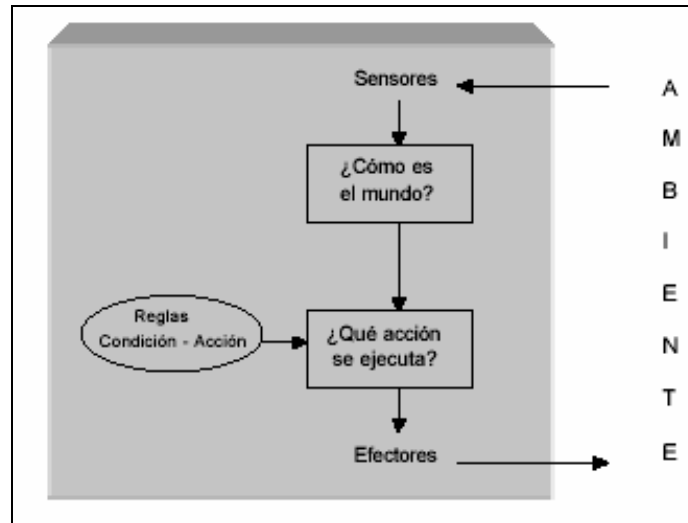 Sensores
¿Cómo es
el mundo?
Reglas
Condición - Acción
¿Qué acción
se ejecuta?
Efectores
A
M
B
I
E
N
T
E